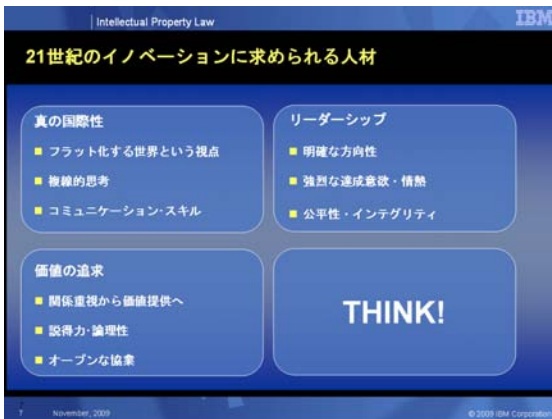 Intellectual Property Law
IBM
21世紀のイノベーションに求められる人材
真の国際性
フラット化する世界という視点
複線的思考
コミュニケーション・スキル
リーダーシップ
明確な方向性
強烈な達成意欲・情熱
公平性・インテグリティ
価値の追求
関係重視から価値提供へ
説得力・論理性
オープンな協業
THINK!
7 November, 2009 © 2009 IBM Corporation